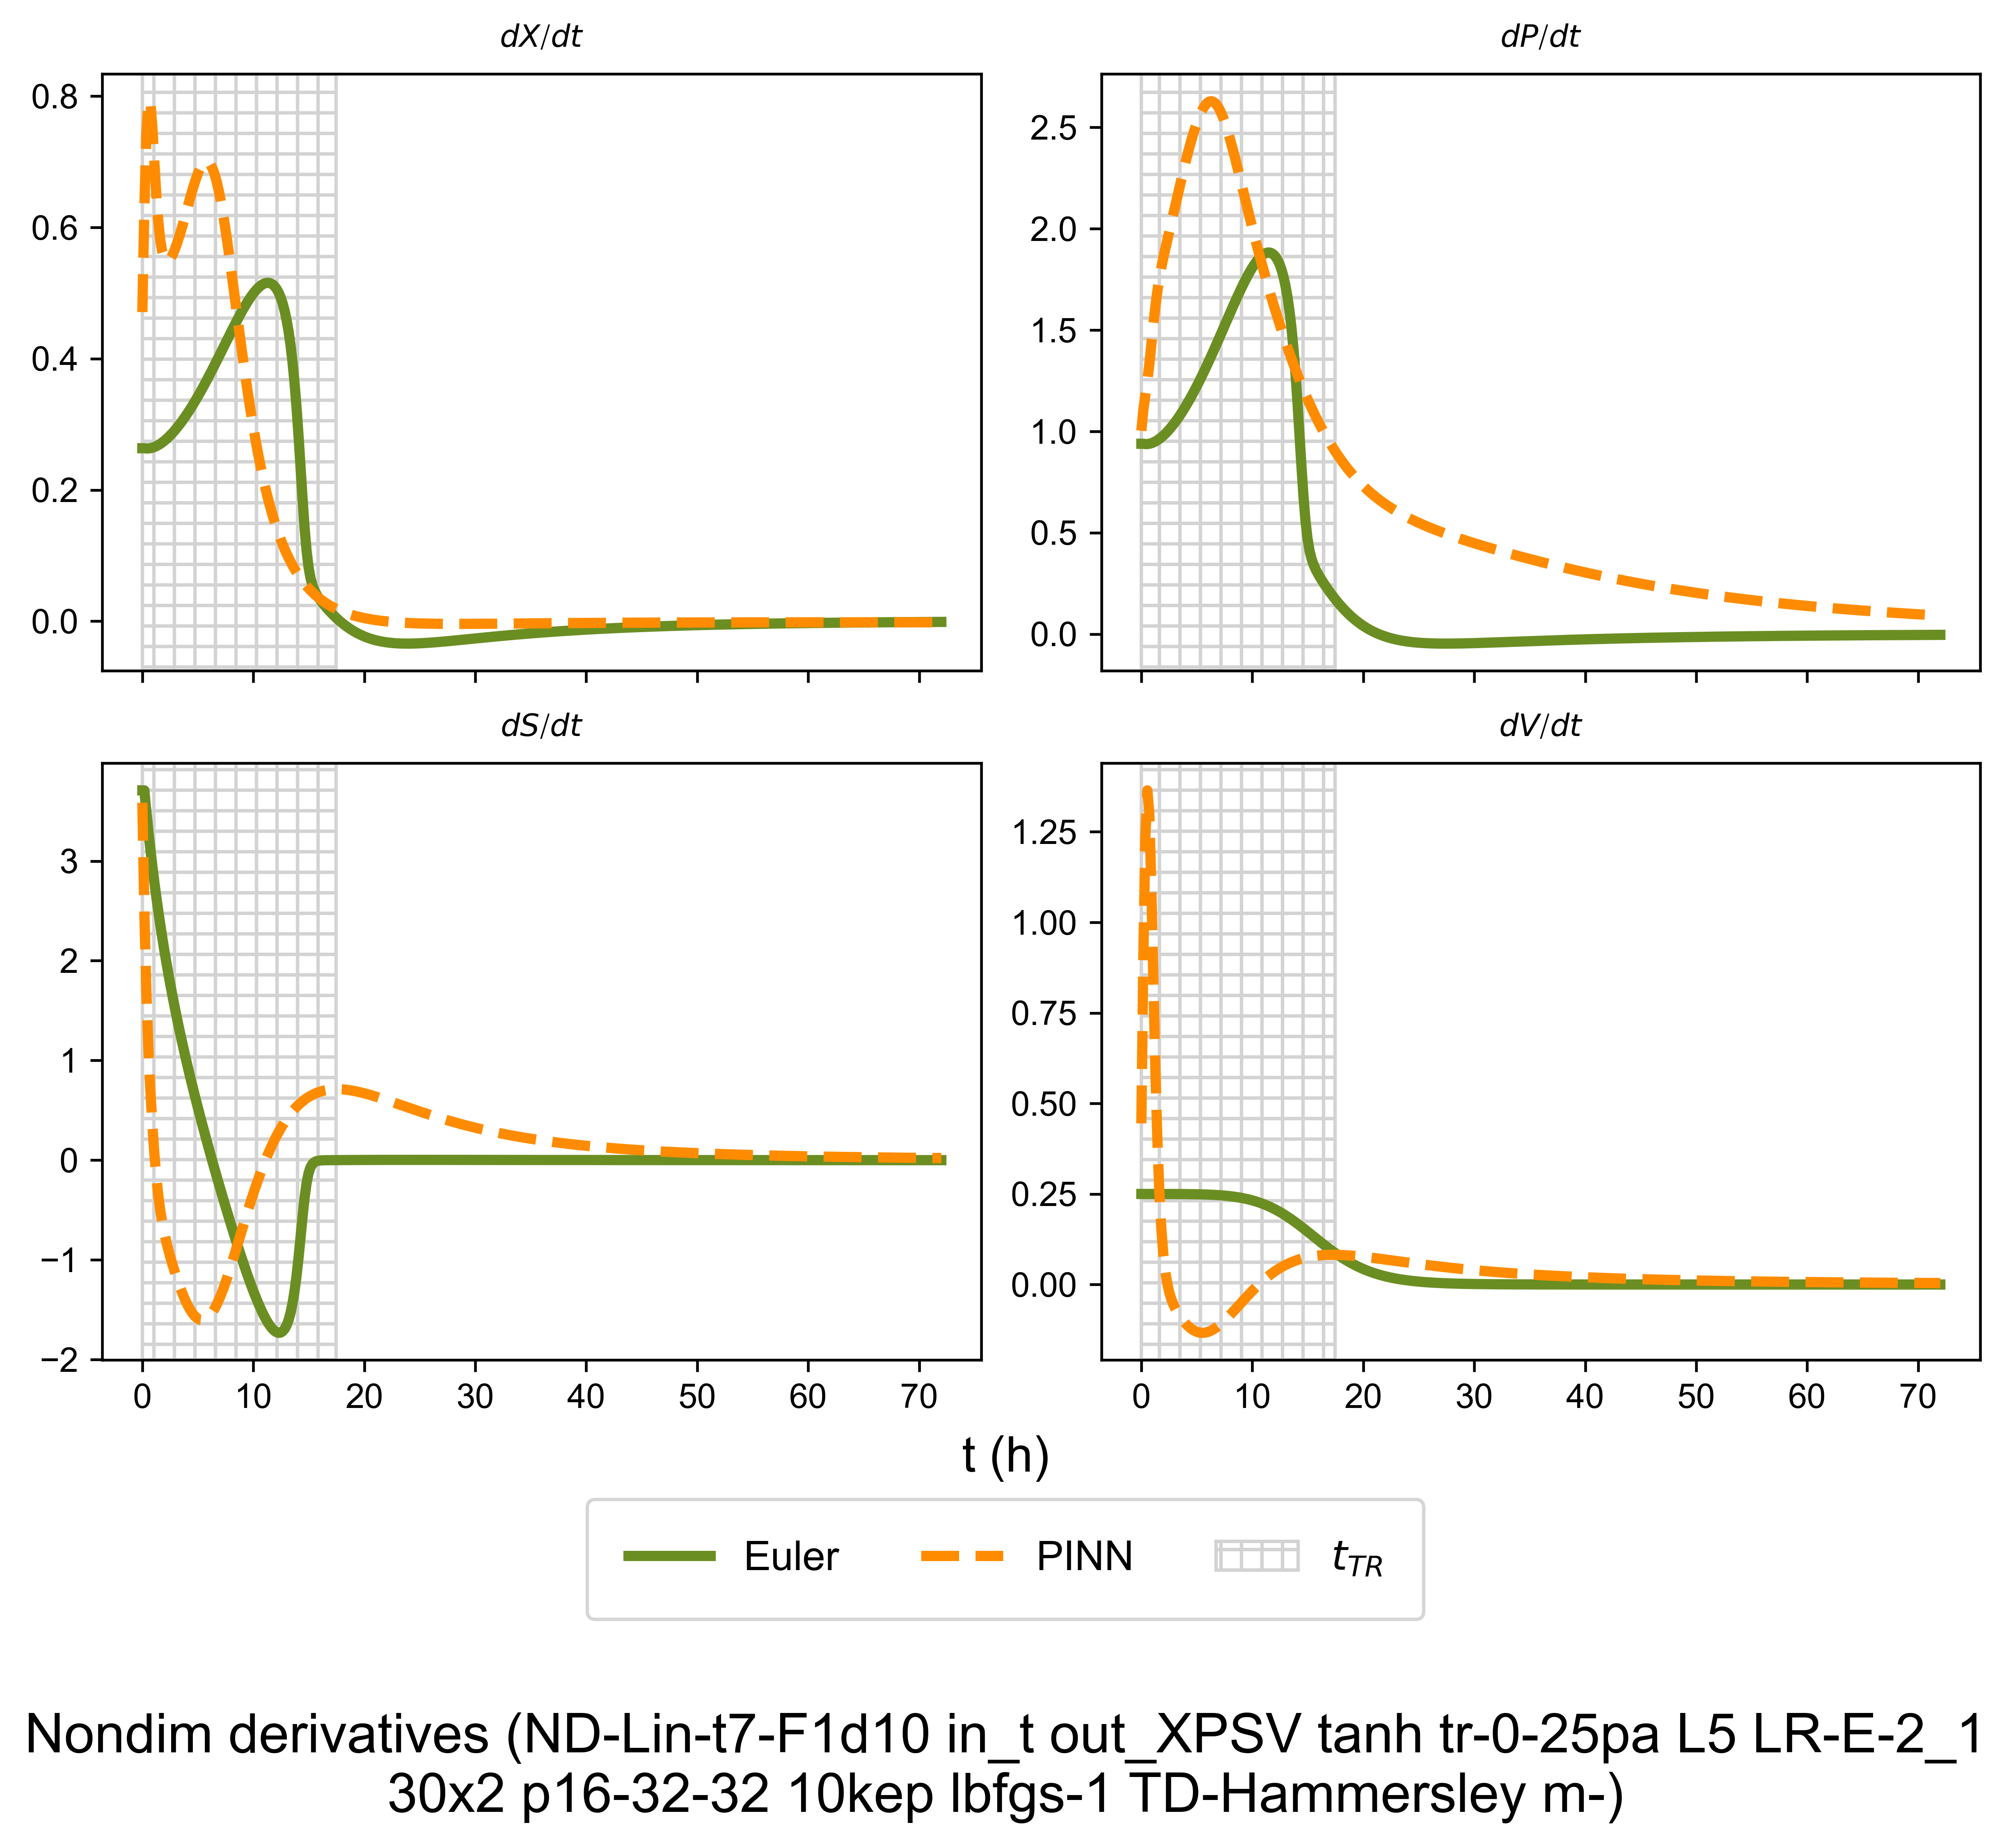 dX/dt
dP/dt
0.8
0.6
0.4
0.2
0.0
2.5
2.0
1.5
1.0
0.5
0.0
dS/dt
dV/dt
3
2
1
0
−1
−2
1.25
1.00
0.75
0.50
0.25
0.00
0 10 20 30 40 50 60 70
0 10 20 30 40 50 60 70
t (h)
Euler PINN t_{TR}
Nondim derivatives (ND-Lin-t7-F1d10 in_t out_XPSV tanh tr-0-25pa L5 LR-E-2_1
30x2 p16-32-32 10kep lbfgs-1 TD-Hammersley m-)